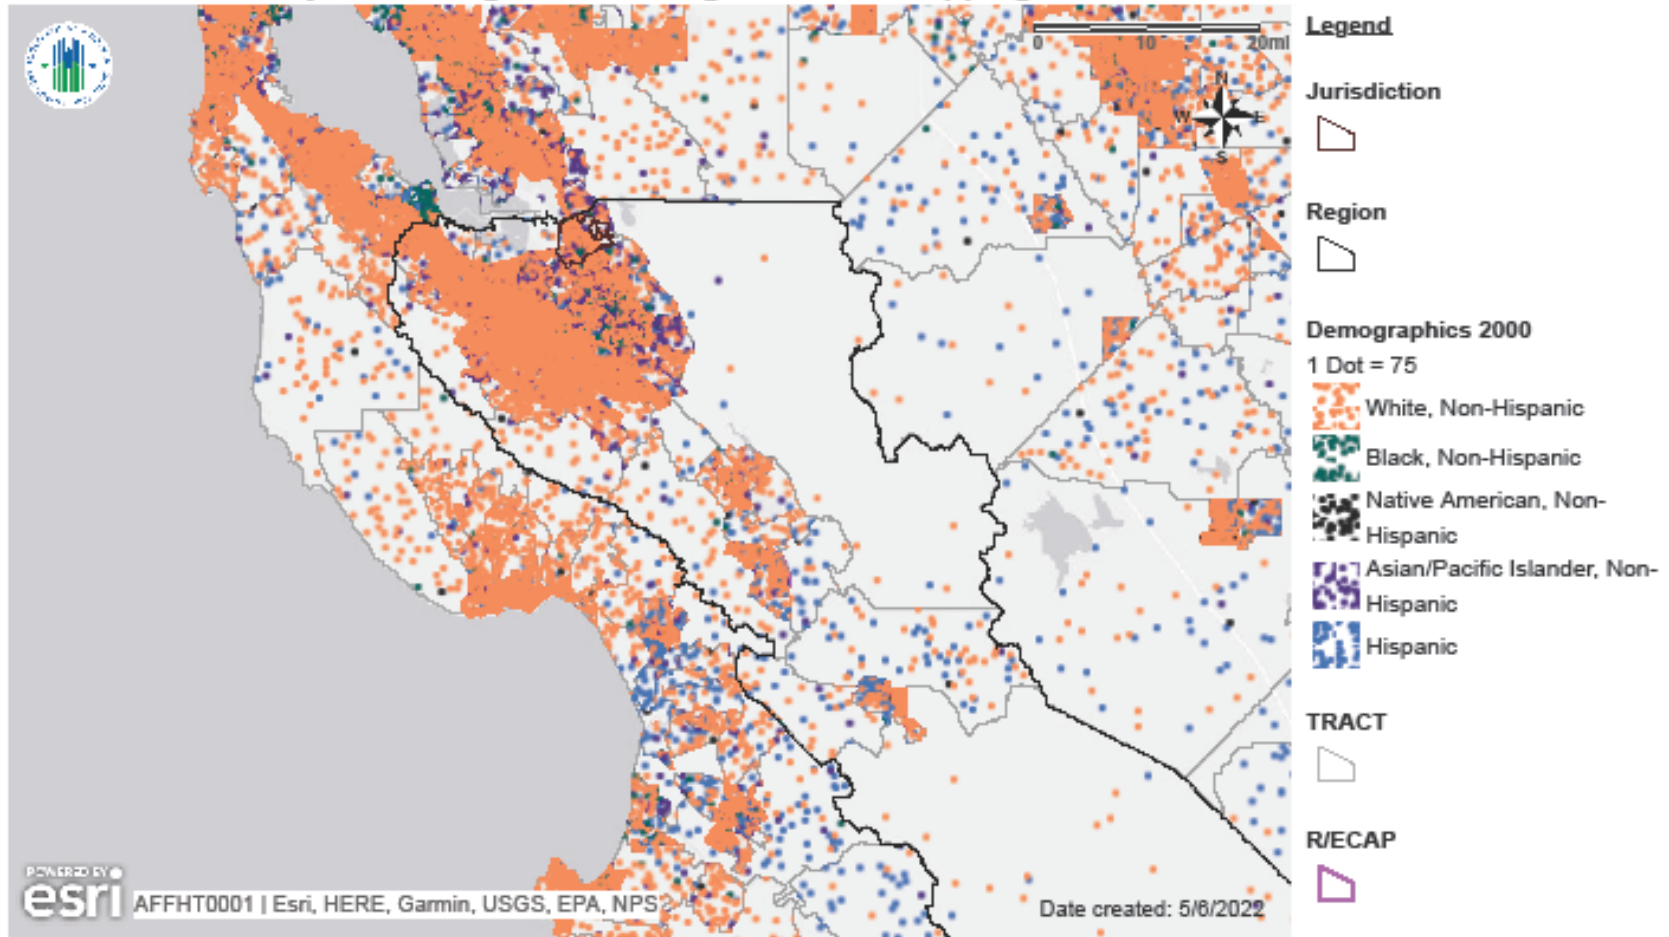 0 10 20mi
N
W E
S
POWERED BY
esri
AFFHT0001 | Esri, HERE, Garmin, USGS, EPA, NPS
Date created: 5/6/2022
Legend
Jurisdiction
Region
Demographics 2000
1 Dot = 75
White, Non-Hispanic
Black, Non-Hispanic
Native American, Non-
Hispanic
Asian/Pacific Islander, Non-
Hispanic
Hispanic
TRACT
R/ECAP